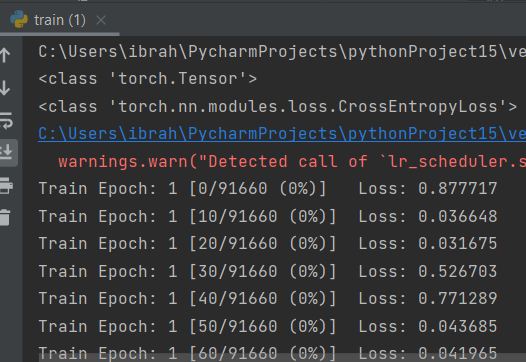 train (1)
C:\Users\ibrah\PycharmProjects\pythonProject15\ve
<class 'torch.Tensor'>
<class 'torch.nn.modules.loss.CrossEntropyLoss'>
C:\Users\ibrah\PycharmProjects\pythonProject15\ve
warnings.warn("Detected call of `lr_scheduler.s
Train Epoch: 1 [0/91660 (0%)]   Loss: 0.877717
Train Epoch: 1 [10/91660 (0%)]  Loss: 0.036648
Train Epoch: 1 [20/91660 (0%)]  Loss: 0.031675
Train Epoch: 1 [30/91660 (0%)]  Loss: 0.526703
Train Epoch: 1 [40/91660 (0%)]  Loss: 0.771289
Train Epoch: 1 [50/91660 (0%)]  Loss: 0.043685
Train Epoch: 1 [60/91660 (0%)]  Loss: 0.041965